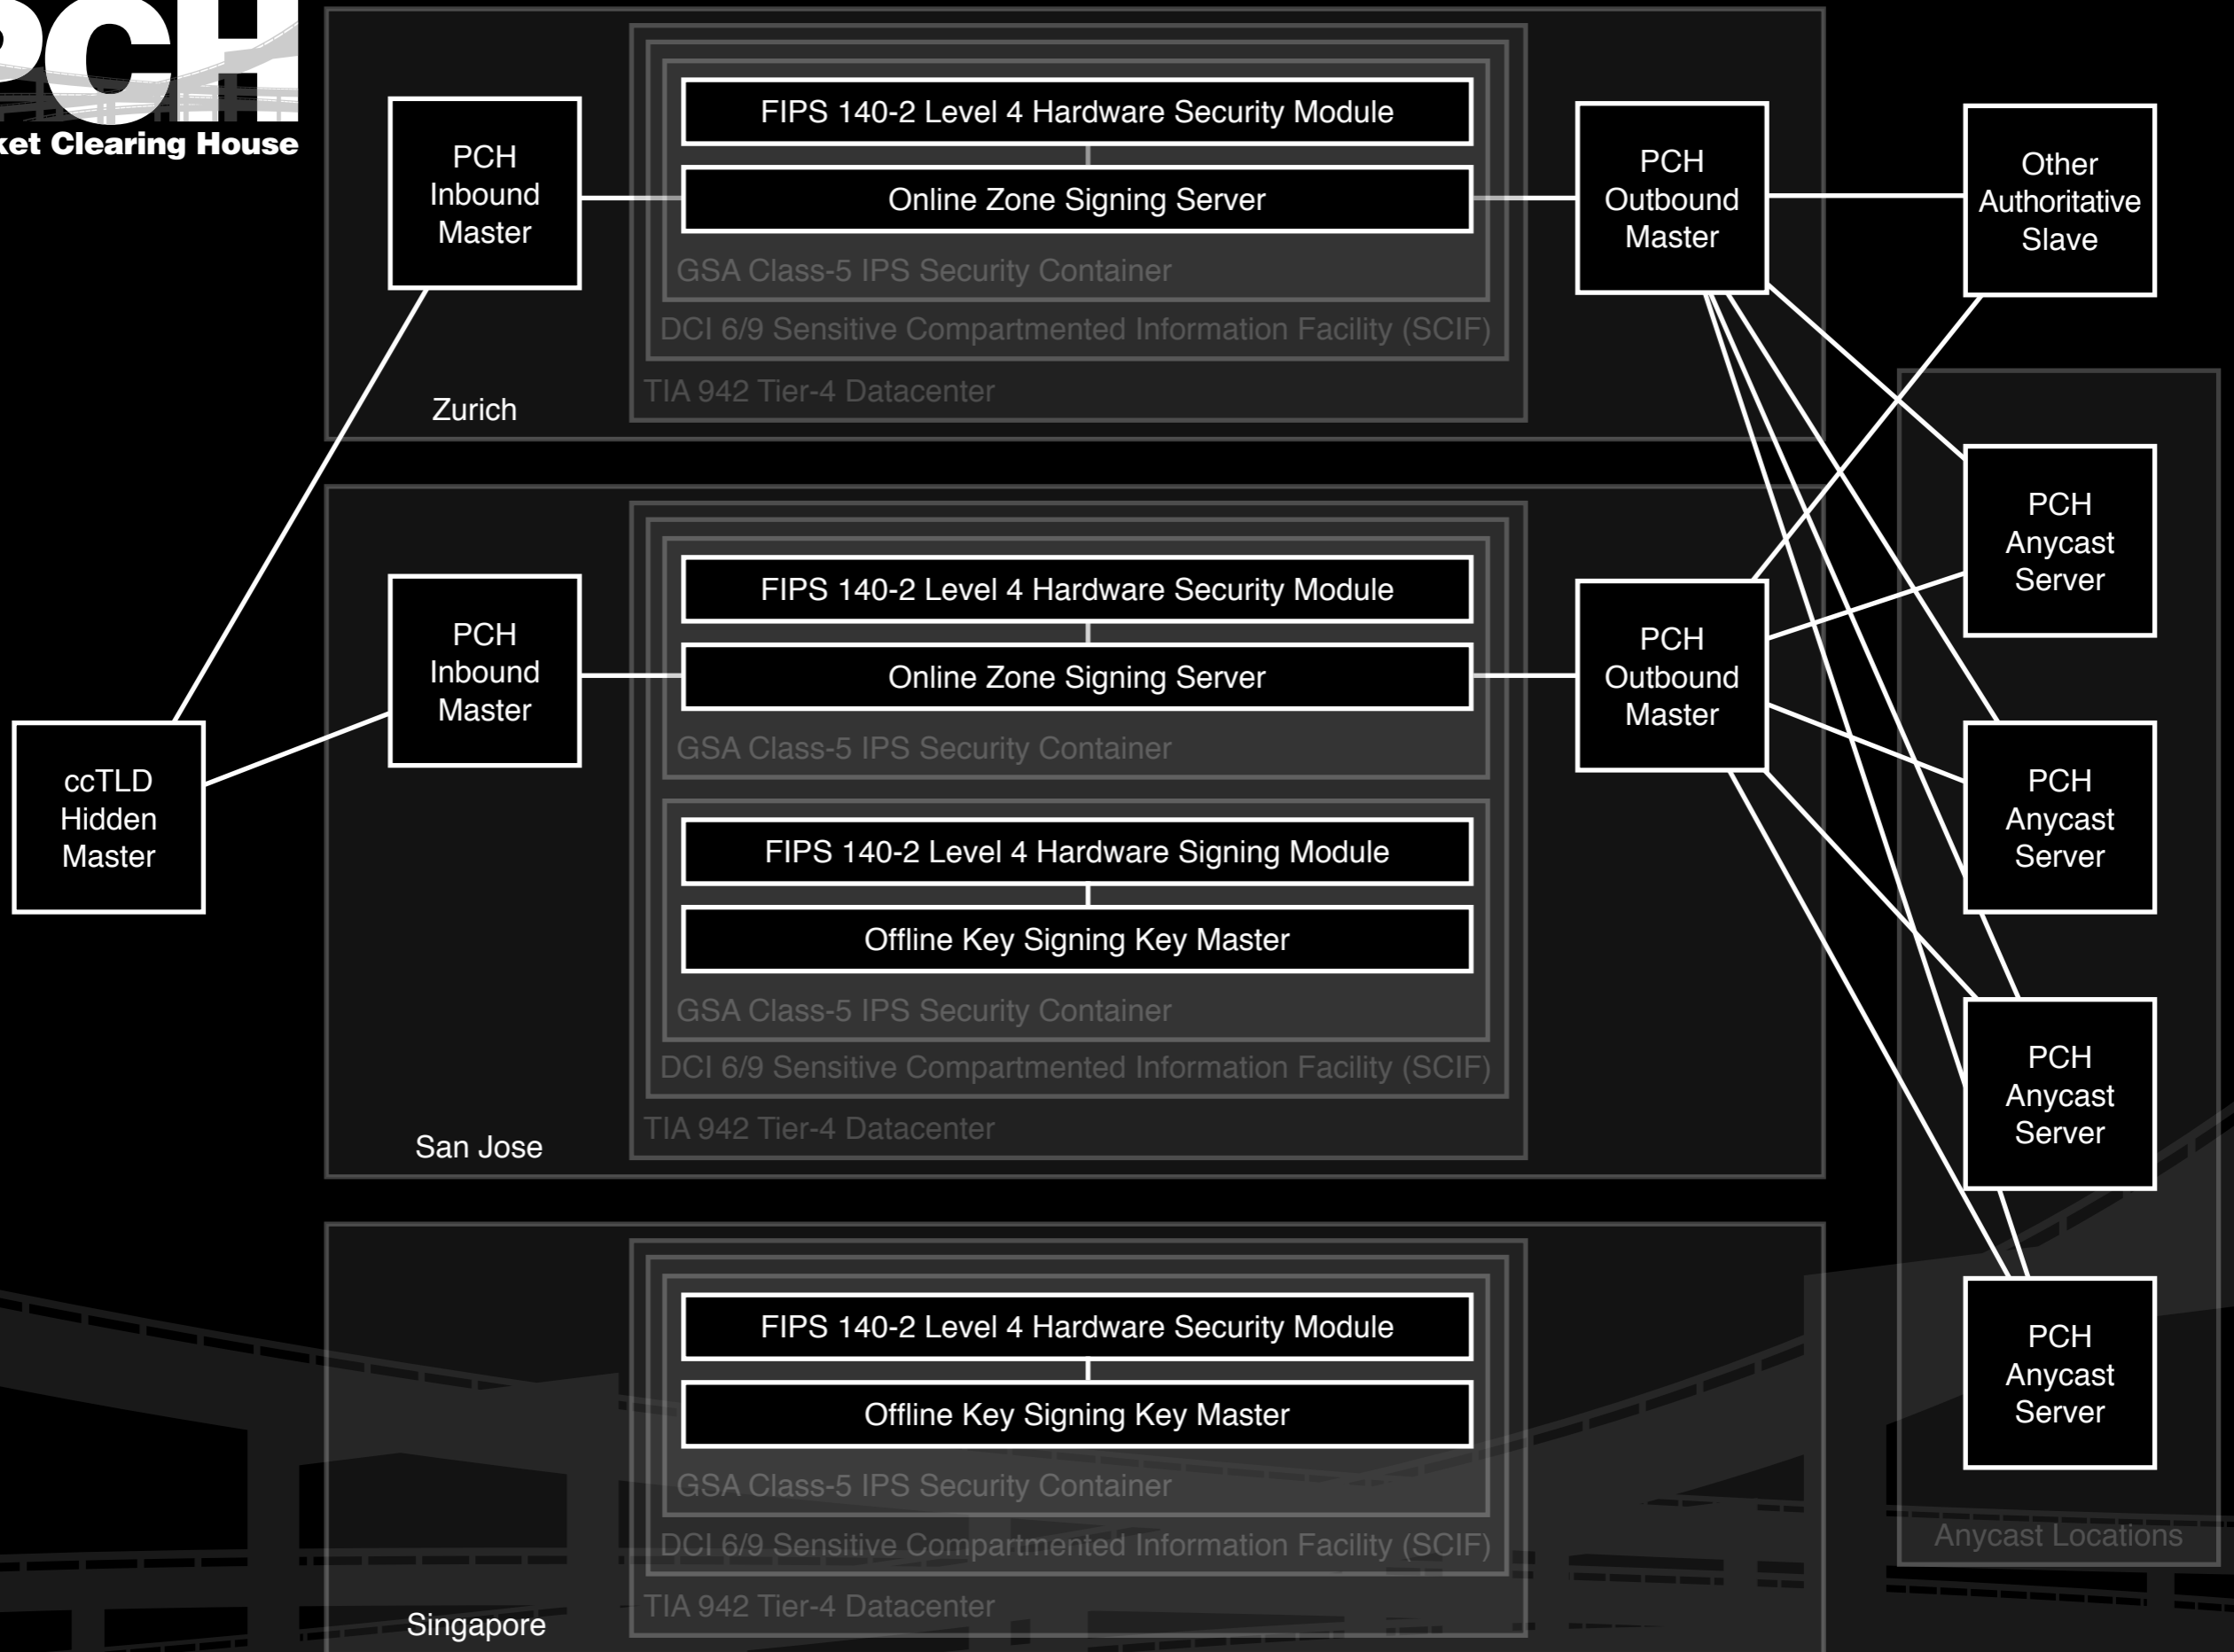 PCH
ket Clearing House
PCH
Inbound
Master
FIPS 140-2 Level 4 Hardware Security Module
Online Zone Signing Server
GSA Class-5 IPS Security Container
DCI 6/9 Sensitive Compartmented Information Facility (SCIF)
TIA 942 Tier-4 Datacenter
Zurich
PCH
Outbound
Master
Other
Authoritative
Slave
ccTLD
Hidden
Master
PCH
Inbound
Master
FIPS 140-2 Level 4 Hardware Security Module
Online Zone Signing Server
GSA Class-5 IPS Security Container
FIPS 140-2 Level 4 Hardware Signing Module
Offline Key Signing Key Master
GSA Class-5 IPS Security Container
DCI 6/9 Sensitive Compartmented Information Facility (SCIF)
TIA 942 Tier-4 Datacenter
San Jose
PCH
Outbound
Master
PCH
Anycast
Server
PCH
Anycast
Server
PCH
Anycast
Server
PCH
Anycast
Server
Anycast Locations
FIPS 140-2 Level 4 Hardware Security Module
Offline Key Signing Key Master
GSA Class-5 IPS Security Container
DCI 6/9 Sensitive Compartmented Information Facility (SCIF)
TIA 942 Tier-4 Datacenter
Singapore